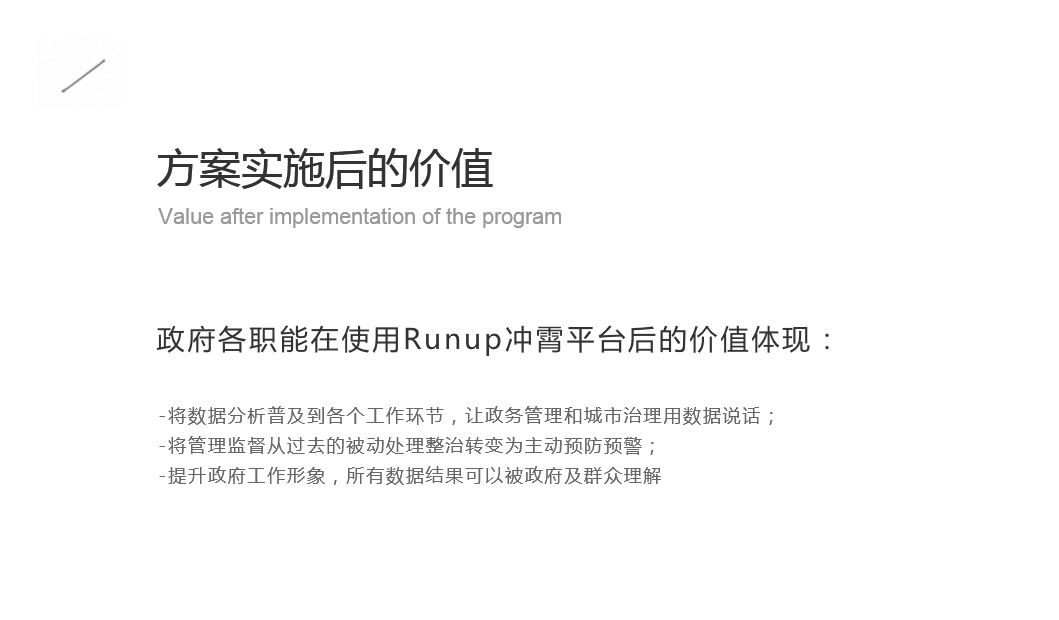 方案实施后的价值
Value after implementation of the program
政府各职能在使用Runup冲霄平台后的价值体现：
-将数据分析普及到各个工作环节，让政务管理和城市治理用数据说话；
-将管理监督从过去的被动处理整治转变为主动预防预警；
-提升政府工作形象，所有数据结果可以被政府及群众理解